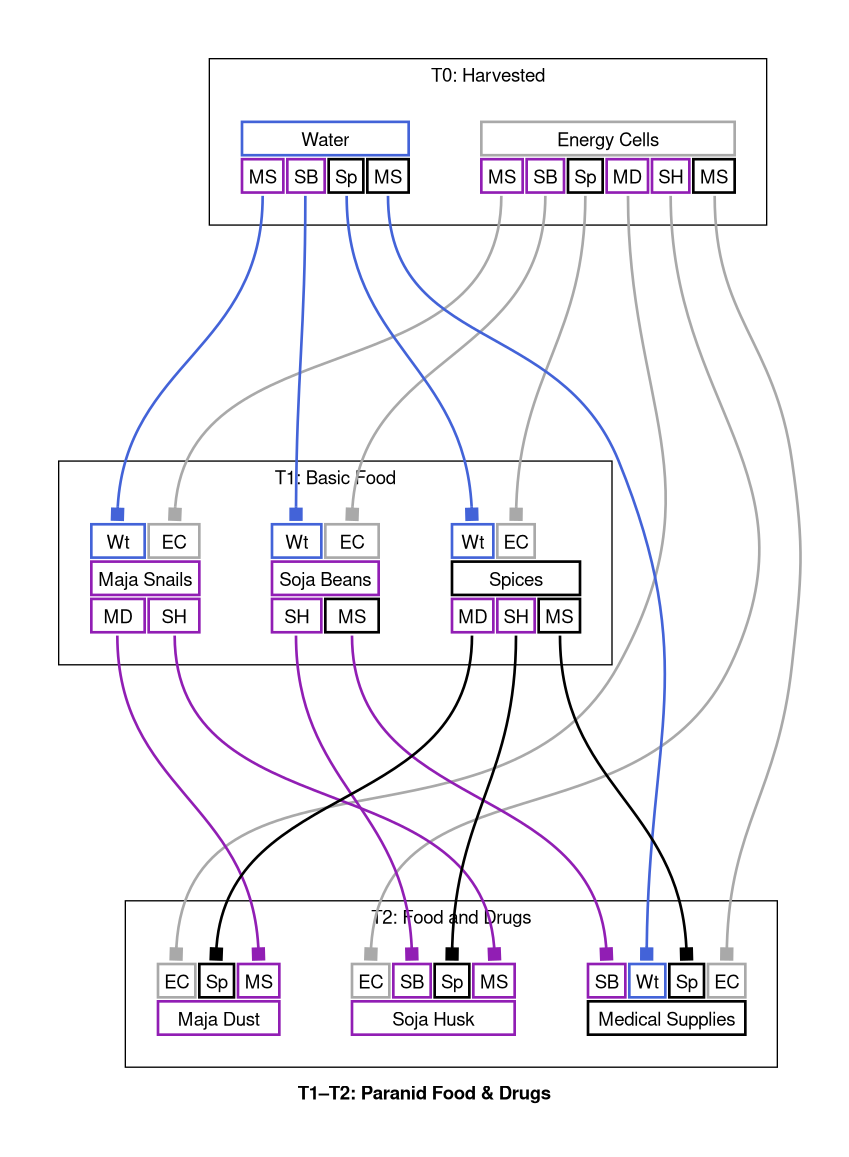 T0: Harvested
Water Energy Cells
MS SB Sp MS MS SB Sp MD SH MS
T1: Basic Food
Wt EC Wt EC Wt EC
Maja Snails Soja Beans Spices
MD SH SH MS MD SH MS
T2: Food and Drugs
EC Sp MS EC SB Sp MS SB Wt Sp EC
Maja Dust Soja Husk Medical Supplies
T1–T2: Paranid Food & Drugs